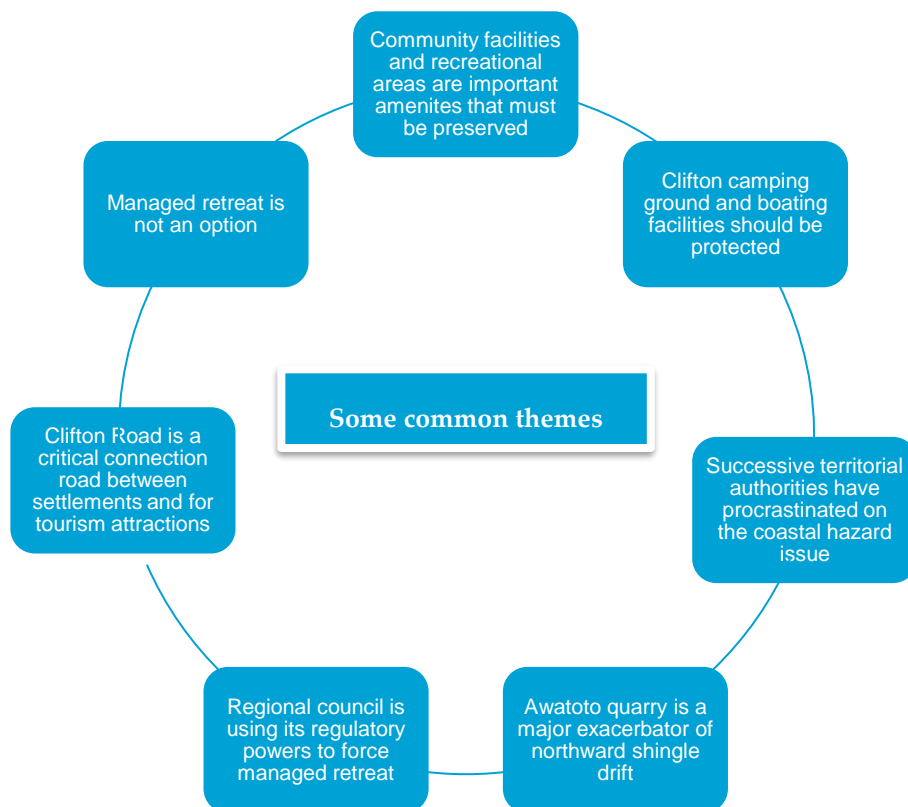 Community facilities
and recreational
areas are important
amenites that must
be preserved
Managed retreat is
not an option
Clifton camping
ground and boating
facilities should be
protected
Some common themes
Clifton Road is a
critical connection
road between
settlements and for
tourism attractions
Successive territorial
authorities have
procrastinated on
the coastal hazard
issue
Regional council is
using its regulatory
powers to force
managed retreat
Awatoto quarry is a
major exacerbator of
northward shingle
drift